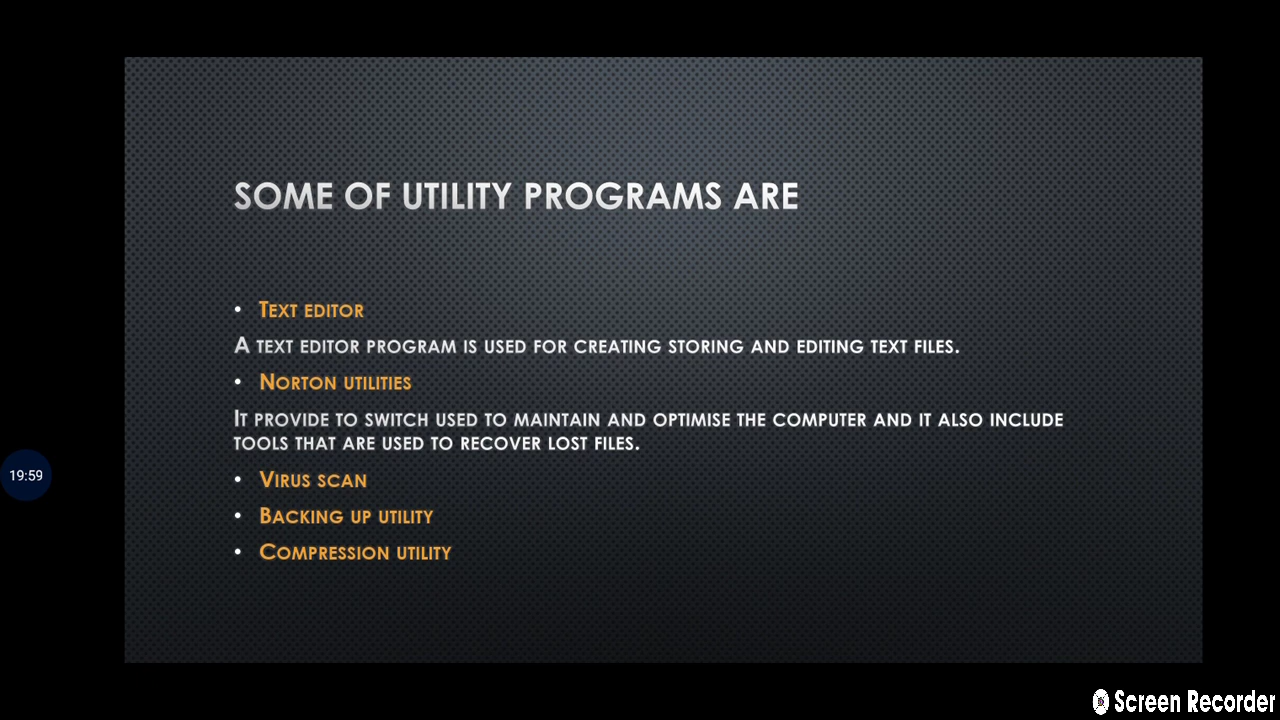 SOME OF UTILITY PROGRAMS ARE
• TEXT EDITOR
A TEXT EDITOR PROGRAM IS USED FOR CREATING STORING AND EDITING TEXT FILES.
• NORTON UTILITIES
IT PROVIDE TO SWITCH USED TO MAINTAIN AND OPTIMISE THE COMPUTER AND IT ALSO INCLUDE
TOOLS THAT ARE USED TO RECOVER LOST FILES.
• VIRUS SCAN
• BACKING UP UTILITY
• COMPRESSION UTILITY
19:59
Screen Recorder